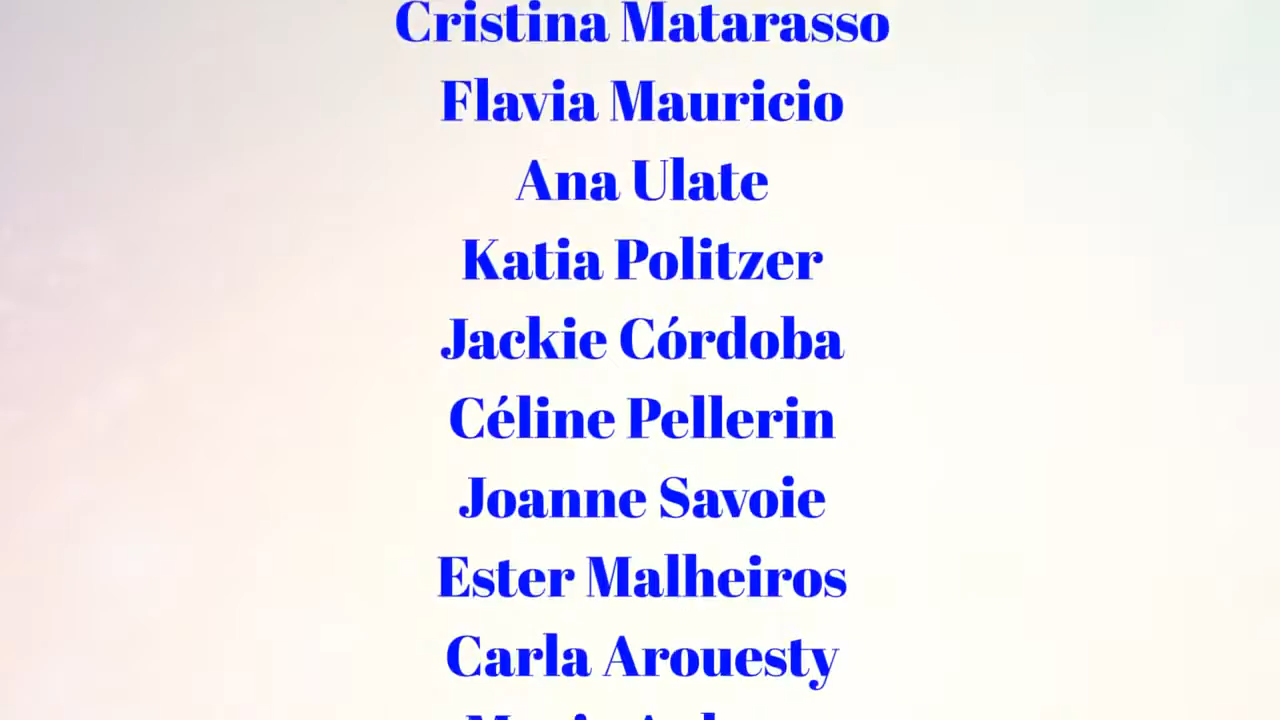 Cristina Matarasso
Flavia Mauricio
Ana Ulate
Katia Politzer
Jackie Córdoba
Céline Pellerin
Joanne Savoie
Ester Malheiros
Carla Arouesty